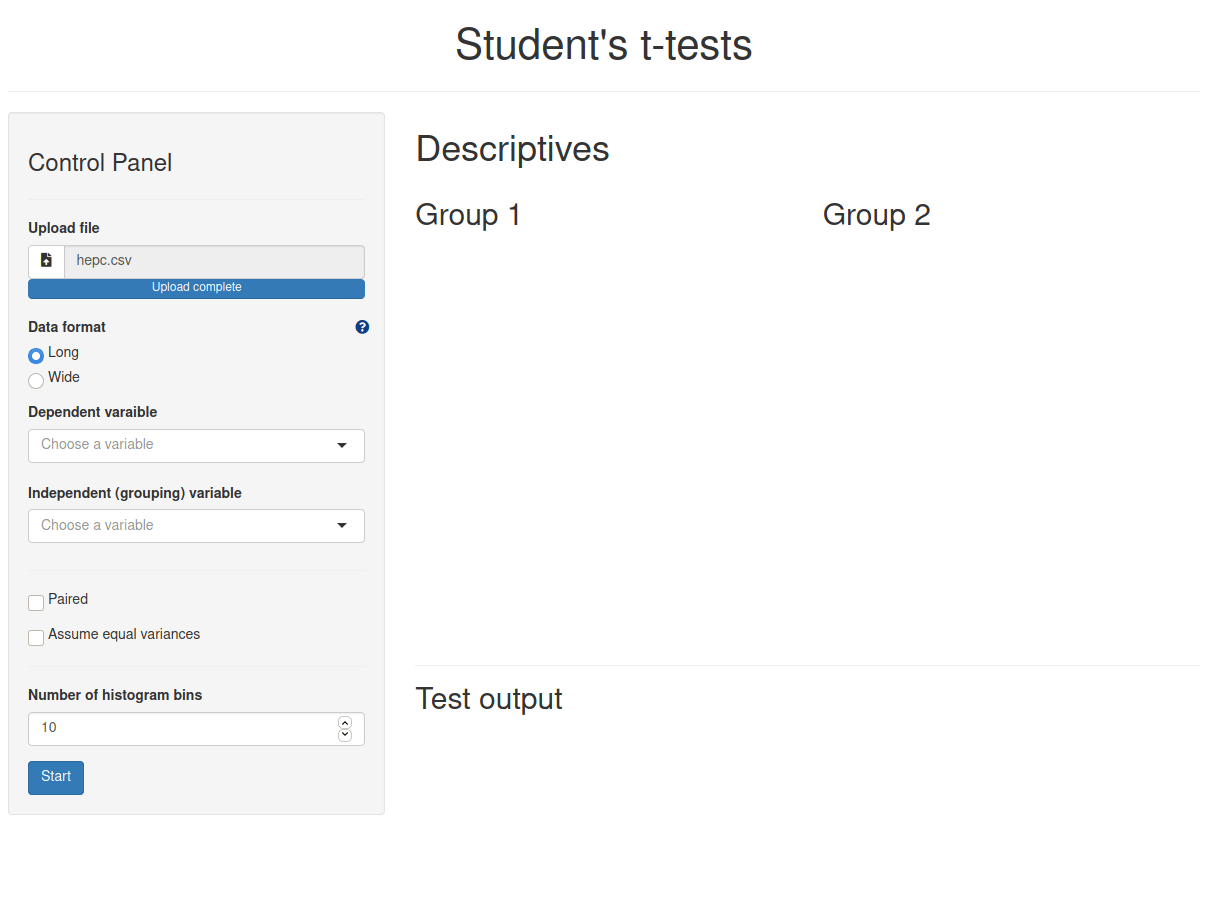 Student's t-tests
Control Panel
Upload file
hepc.csv
Upload complete
Data format
?
Long
Wide
Dependent varaible
Choose a variable
Independent (grouping) variable
Choose a variable
Paired
Assume equal variances
Number of histogram bins
10
Start
Descriptives
Group 1
Group 2
Test output